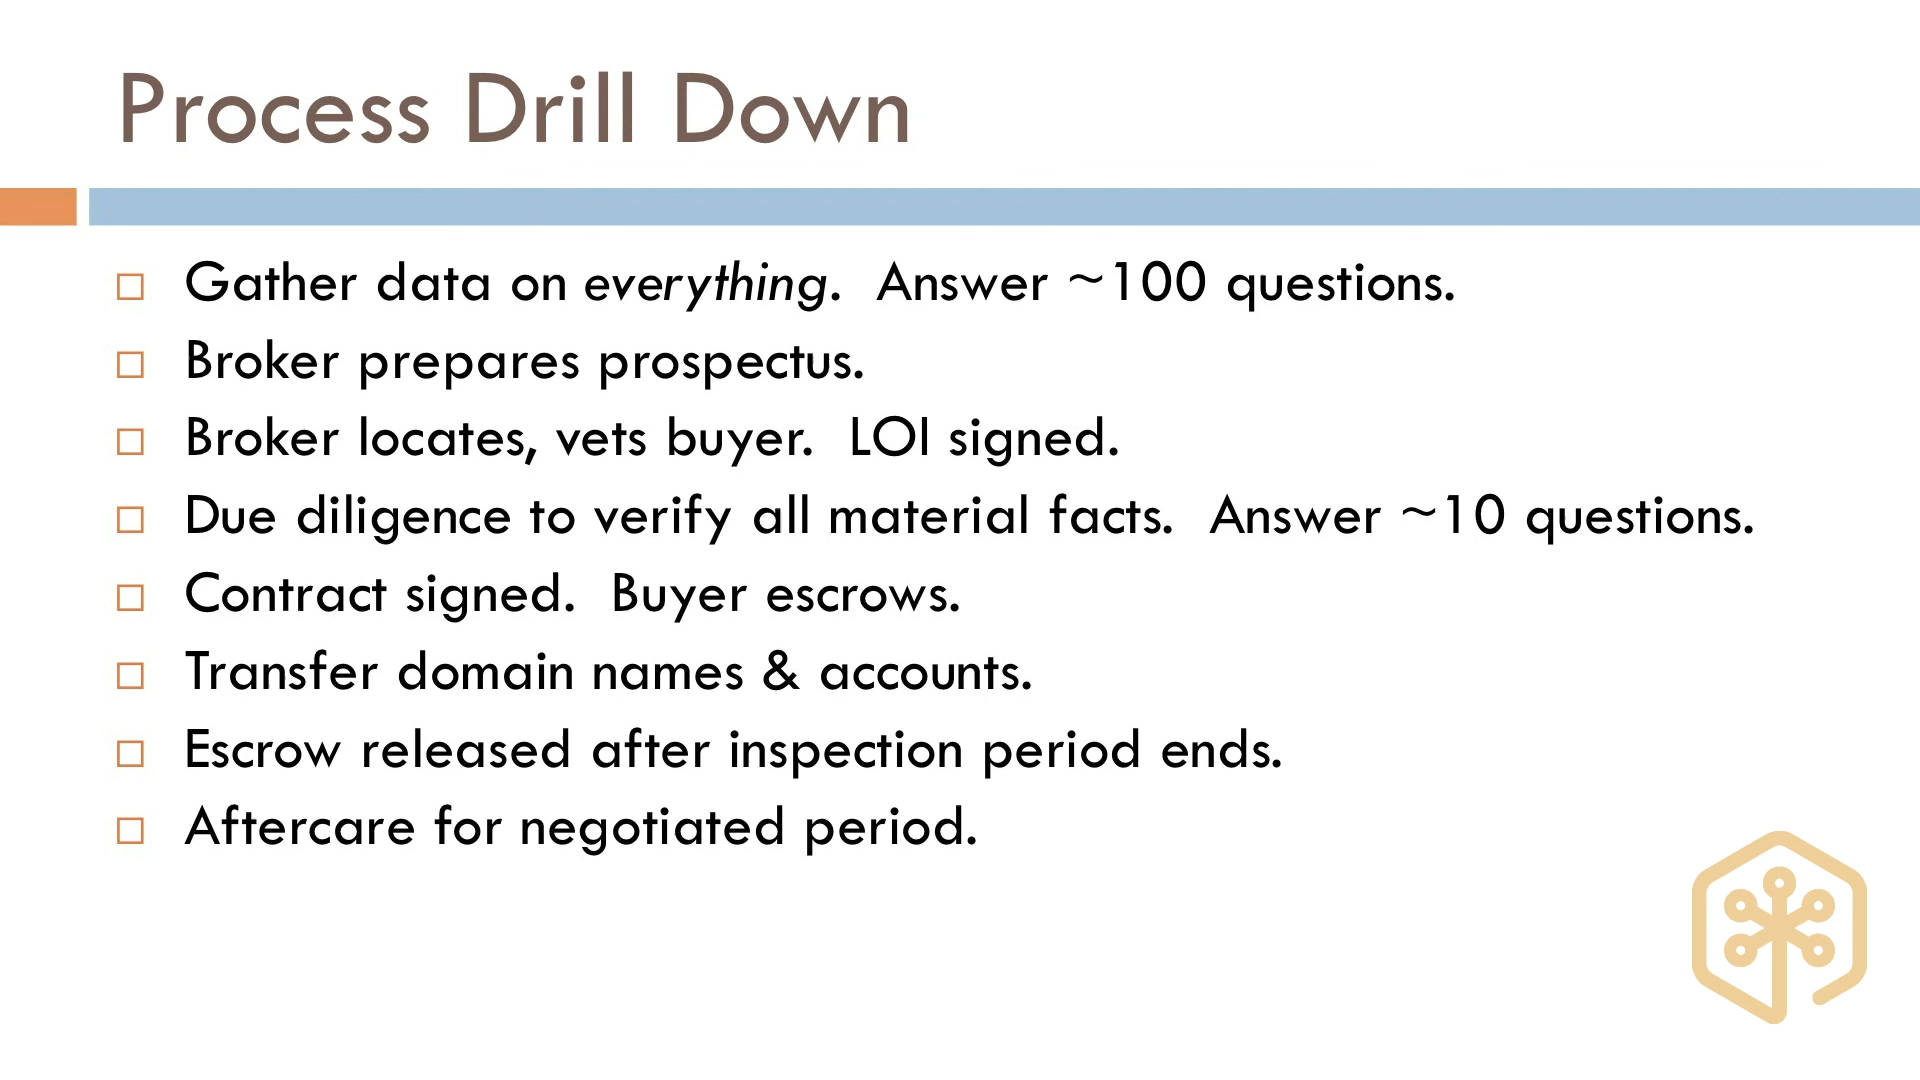 Process Drill Down
Gather data on everything.  Answer ~100 questions.
Broker prepares prospectus.
Broker locates, vets buyer.  LOI signed.
Due diligence to verify all material facts.  Answer ~10 questions.
Contract signed.  Buyer escrows.
Transfer domain names & accounts.
Escrow released after inspection period ends.
Aftercare for negotiated period.